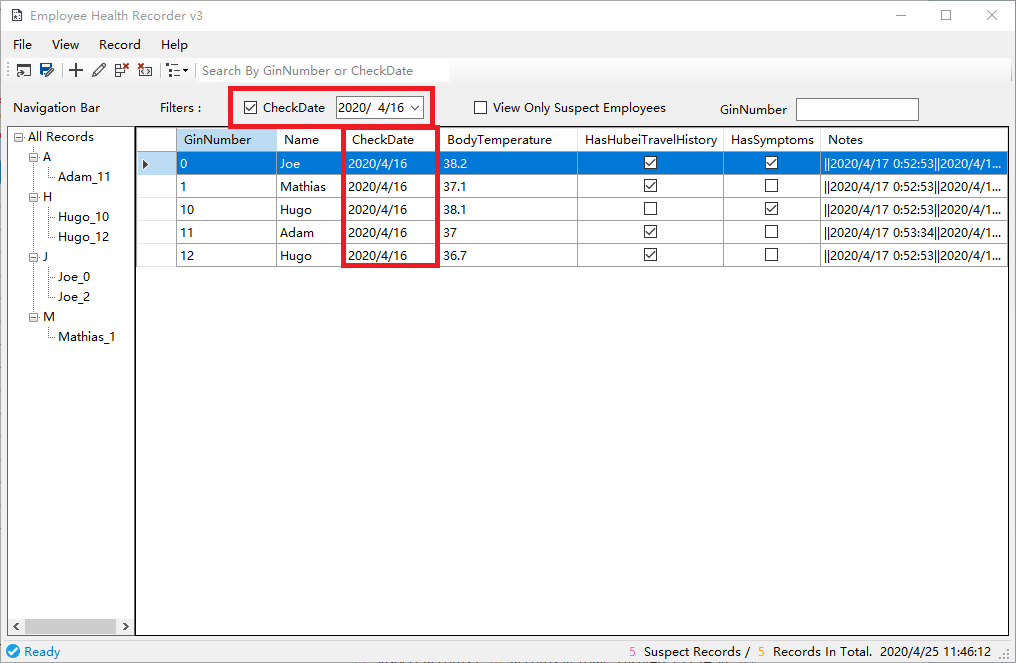 Employee Health Recorder v3
File View Record Help
Search By GinNumber or CheckDate
Navigation Bar Filters : CheckDate 2020/ 4/16 View Only Suspect Employees GinNumber
All Records
A
Adam_11
H
Hugo_10
Hugo_12
J
Joe_0
Joe_2
M
Mathias_1
GinNumber Name CheckDate BodyTemperature HasHubeiTravelHistory HasSymptoms Notes
0 Joe 2020/4/16 38.2 ||2020/4/17 0:52:53||2020/4/1...
1 Mathias 2020/4/16 37.1 ||2020/4/17 0:52:53||2020/4/1...
10 Hugo 2020/4/16 38.1 ||2020/4/17 0:52:53||2020/4/1...
11 Adam 2020/4/16 37 ||2020/4/17 0:53:34||2020/4/1...
12 Hugo 2020/4/16 36.7 ||2020/4/17 0:52:53||2020/4/1...
Ready 5 Suspect Records / 5 Records In Total. 2020/4/25 11:46:12